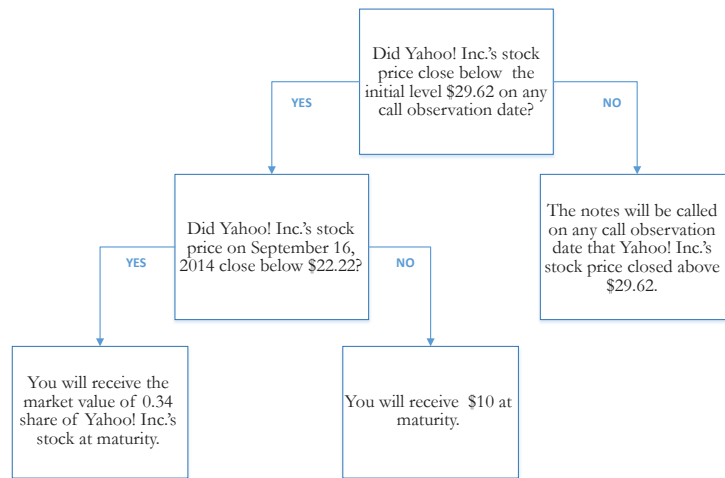 Did Yahoo! Inc.'s stock
price close below the
initial level $29.62 on any
call observation date?
YES
NO
Did Yahoo! Inc.'s stock
price on September 16,
2014 close below $22.22?
The notes will be called
on any call observation
date that Yahoo! Inc.'s
stock price closed above
$29.62.
YES
NO
You will receive the
market value of 0.34
share of Yahoo! Inc.'s
stock at maturity.
You will receive $10 at
maturity.